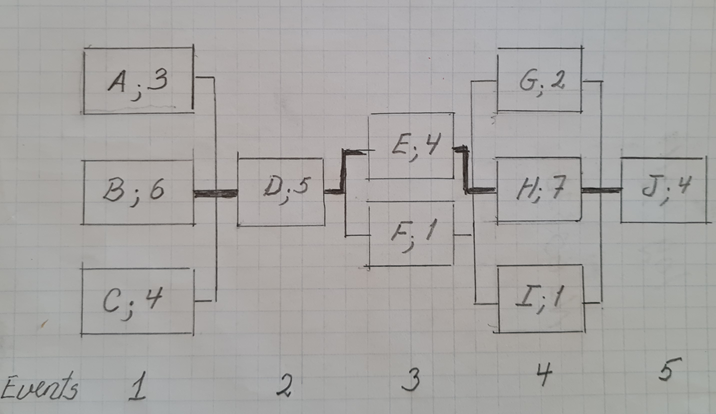 A; 3
B; 6
C; 4
D; 5
E; 4
F; 1
G; 2
H; 7
I; 1
J; 4
Events 1 2 3 4 5